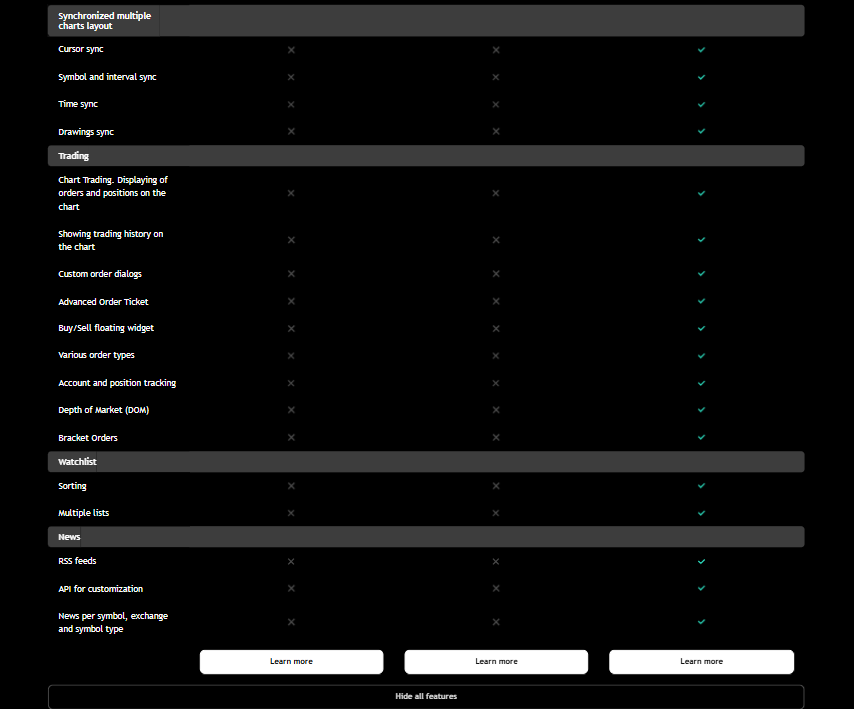 Synchronized multiple
charts layout
Cursor sync
Symbol and interval sync
Time sync
Drawings sync
Trading
Chart Trading. Displaying of
orders and positions on the
chart
Showing trading history on
the chart
Custom order dialogs
Advanced Order Ticket
Buy/Sell floating widget
Various order types
Account and position tracking
Depth of Market (DOM)
Bracket Orders
Watchlist
Sorting
Multiple lists
News
RSS feeds
API for customization
News per symbol, exchange
and symbol type
Learn more Learn more Learn more
Hide all features